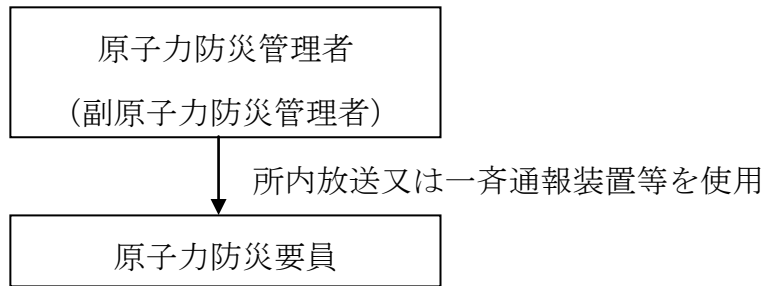 原子力防災管理者
（副原子力防災管理者）
所内放送又は一斉通報装置等を使用
原子力防災要員